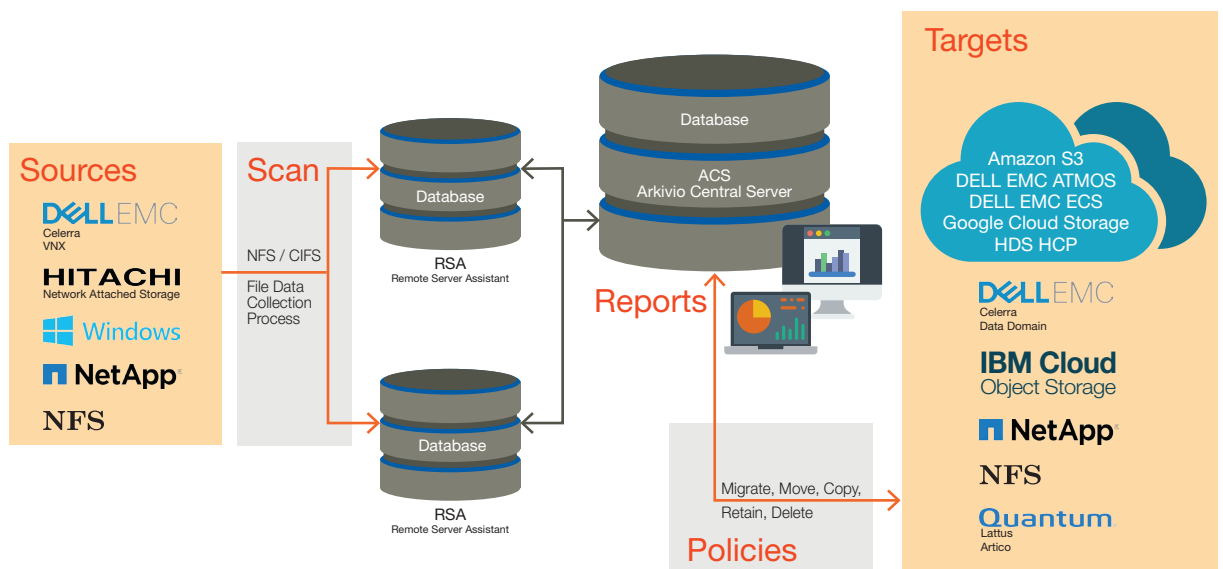 Sources
DELLEMC
Celerra
VNX
HITACHI
Network Attached Storage
Windows
NetApp
NFS
Scan
NFS / CIFS
File Data
Collection
Process
Database
RSA
Remote Server Assistant
Database
RSA
Remote Server Assistant
Database
ACS
Arkivio Central Server
Reports
Migrate, Move, Copy,
Retain, Delete
Policies
Targets
Amazon S3
DELL EMC ATMOS
DELL EMC ECS
Google Cloud Storage
HDS HCP
DELLEMC
Celerra
Data Domain
IBM Cloud
Object Storage
NetApp
NFS
Quantum
Lattus
Artico